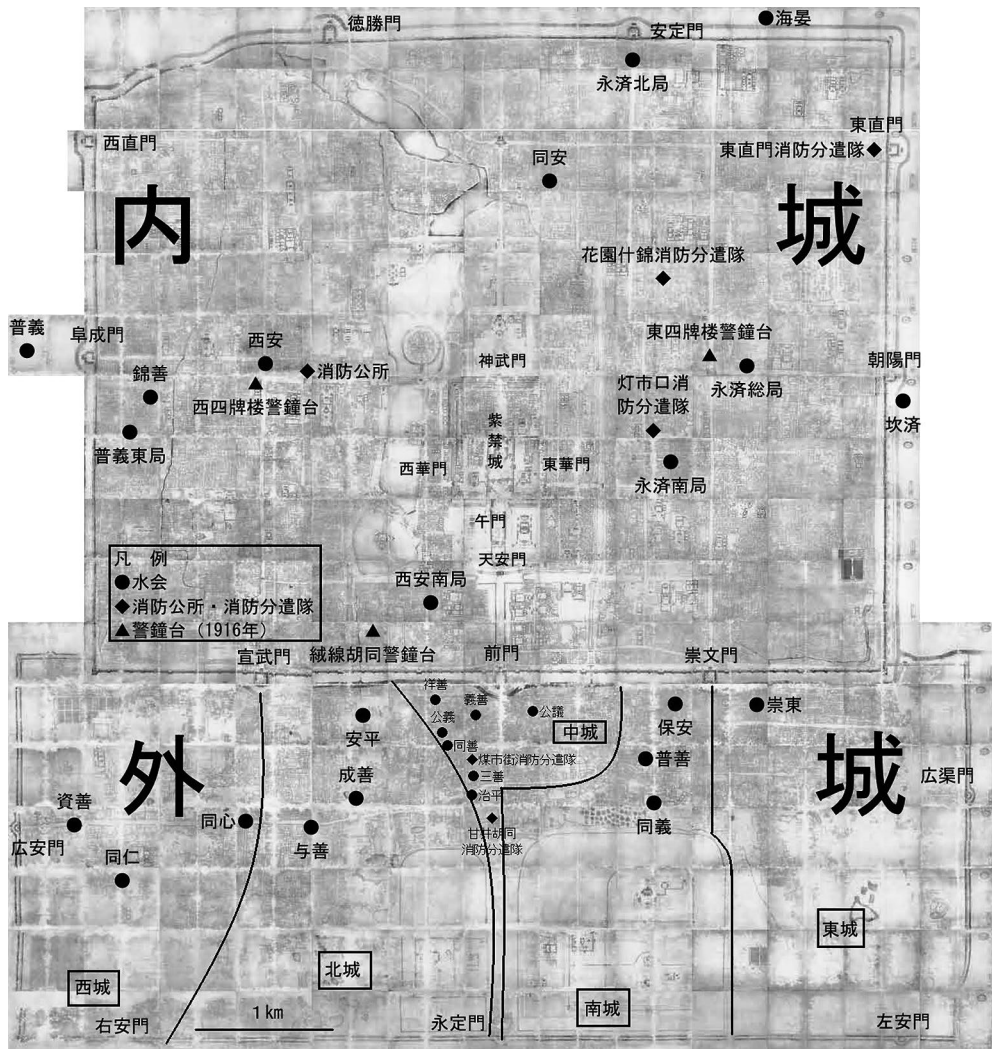 海晏
徳勝門
安定門
永済北局
東直門
西直門
東直門消防分遣隊
同安
内
城
花園什錦消防分遣隊
普義
東四牌楼警鐘台
阜成門
西安
神武門
朝陽門
消防公所
錦善
永済総局
灯市口消
防分遣隊
西四牌楼警鐘台
紫禁城
坎済
普義東局
西華門
東華門
永済南局
午門
凡 例
水会
消防公所・消防分遣隊
警鐘台(1916年)
天安門
西安南局
宣武門
絨線胡同警鐘台
前門
崇文門
祥善
義善
公議
崇東
公義
安平
中城
保安
同善
煤市街消防分遣隊
普善
外
城
三善
広渠門
成善
治平
資善
同心
与善
同義
甘井胡同
消防分遣隊
広安門
同仁
東城
北城
西城
南城
1km
右安門
永定門
左安門